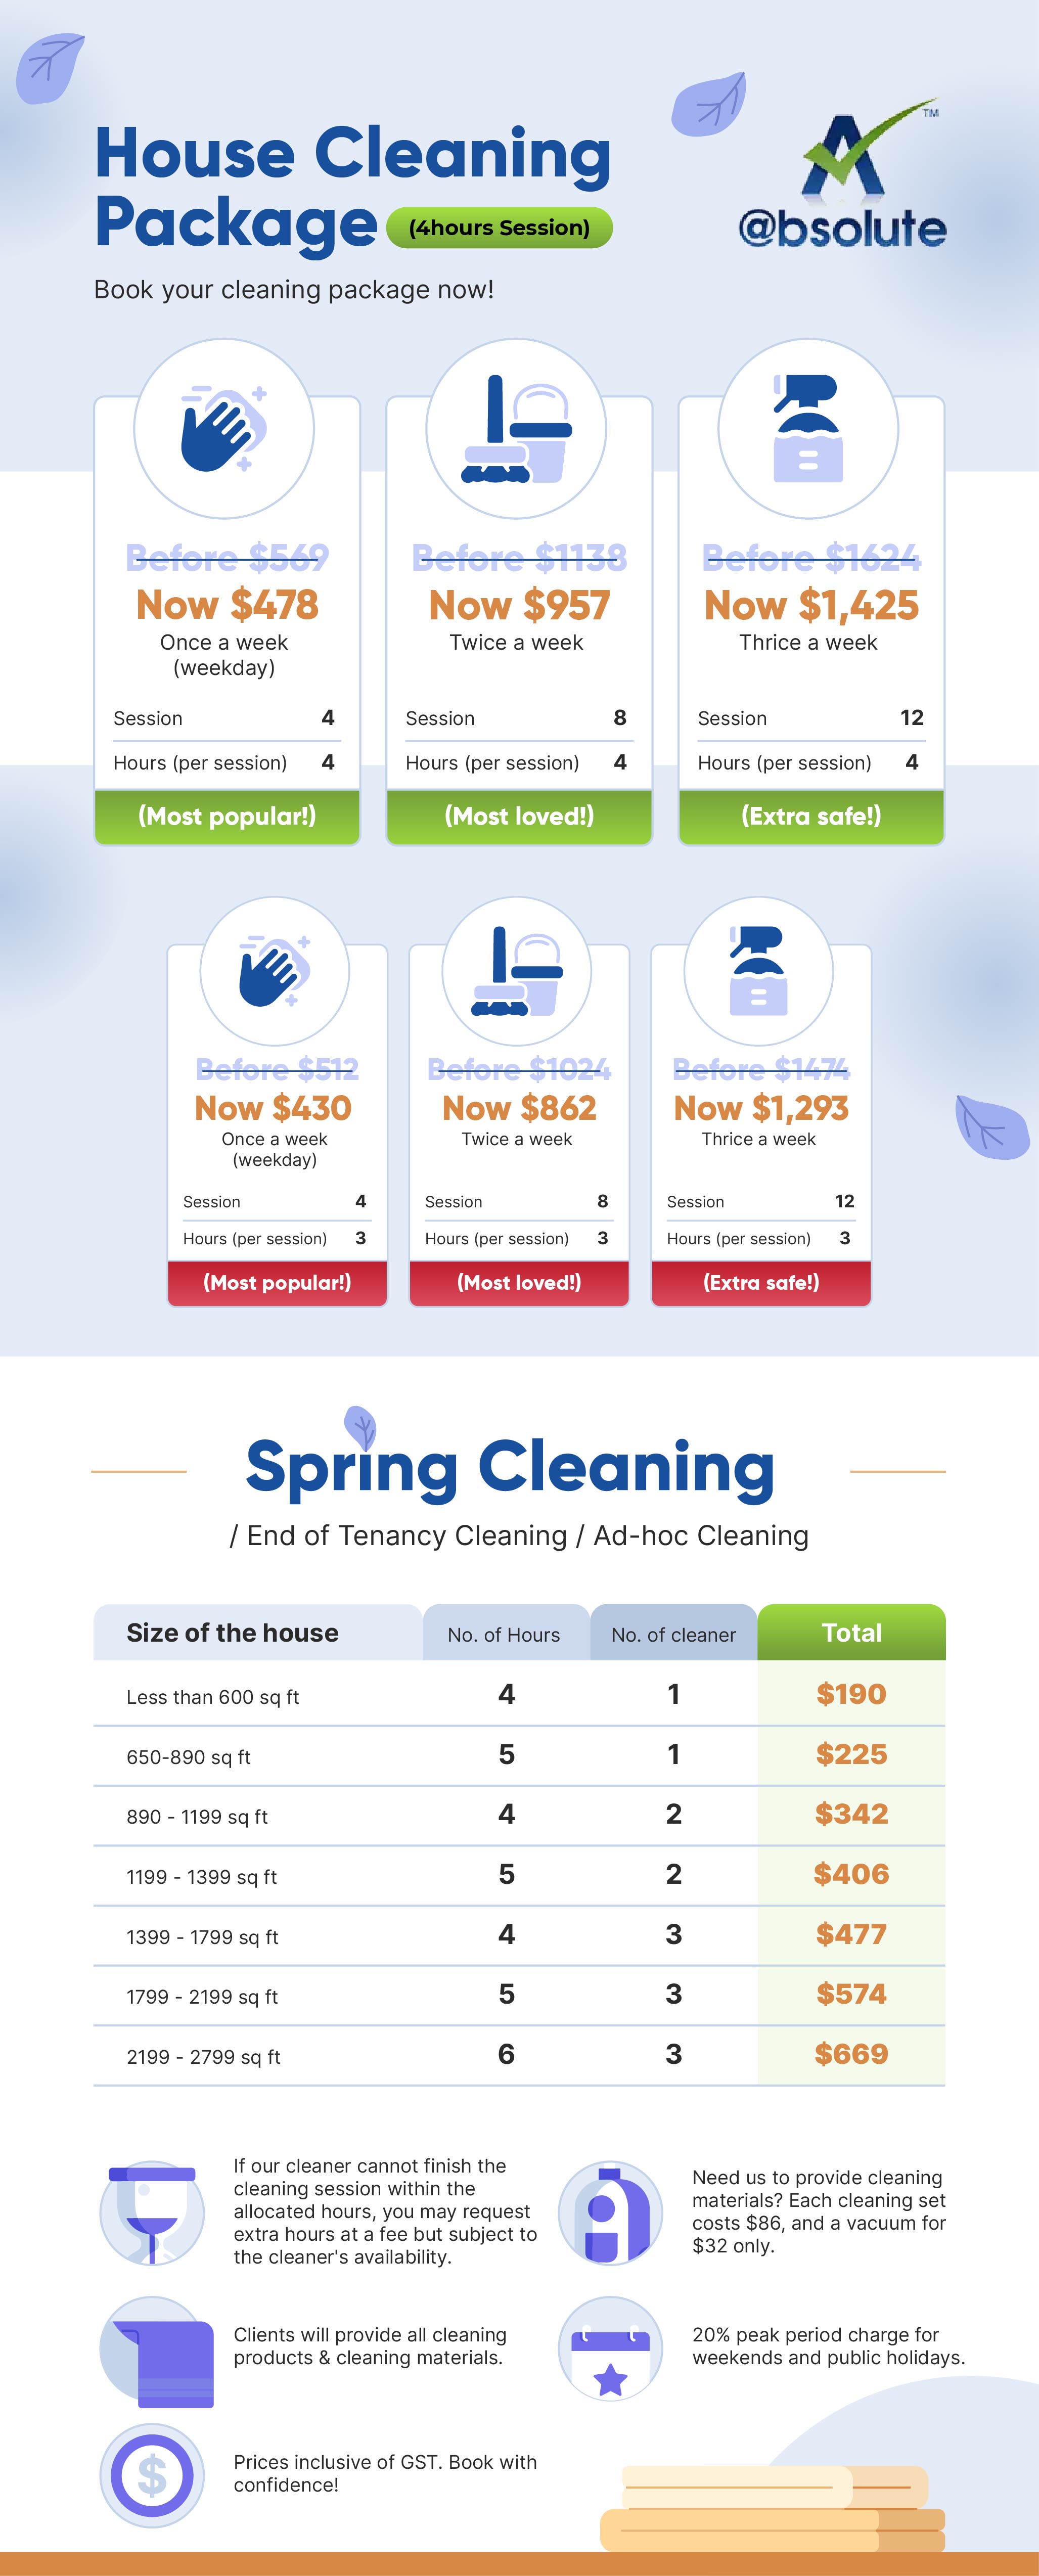 TM
@bsolute
House Cleaning
Package (4hours Session)
Book your cleaning package now!
Before $569
Now $478
Once a week
(weekday)
Session 4
Hours (per session) 4
(Most popular!)
Before $1138
Now $957
Twice a week
Session 8
Hours (per session) 4
(Most loved!)
Before $1624
Now $1,425
Thrice a week
Session 12
Hours (per session) 4
(Extra safe!)
Before $512
Now $430
Once a week
(weekday)
Session 4
Hours (per session) 3
(Most popular!)
Before $1024
Now $862
Twice a week
Session 8
Hours (per session) 3
(Most loved!)
Before $1474
Now $1,293
Thrice a week
Session 12
Hours (per session) 3
(Extra safe!)
Spring Cleaning
/ End of Tenancy Cleaning / Ad-hoc Cleaning
Size of the house No. of Hours No. of cleaner Total
Less than 600 sq ft 4 1 $190
650-890 sq ft 5 1 $225
890 - 1199 sq ft 4 2 $342
1199 - 1399 sq ft 5 2 $406
1399 - 1799 sq ft 4 3 $477
1799 - 2199 sq ft 5 3 $574
2199 - 2799 sq ft 6 3 $669
If our cleaner cannot finish the
cleaning session within the
allocated hours, you may request
extra hours at a fee but subject to
the cleaner's availability.
Need us to provide cleaning
materials? Each cleaning set
costs $86, and a vacuum for
$32 only.
Clients will provide all cleaning
products & cleaning materials.
20% peak period charge for
weekends and public holidays.
$
Prices inclusive of GST. Book with
confidence!